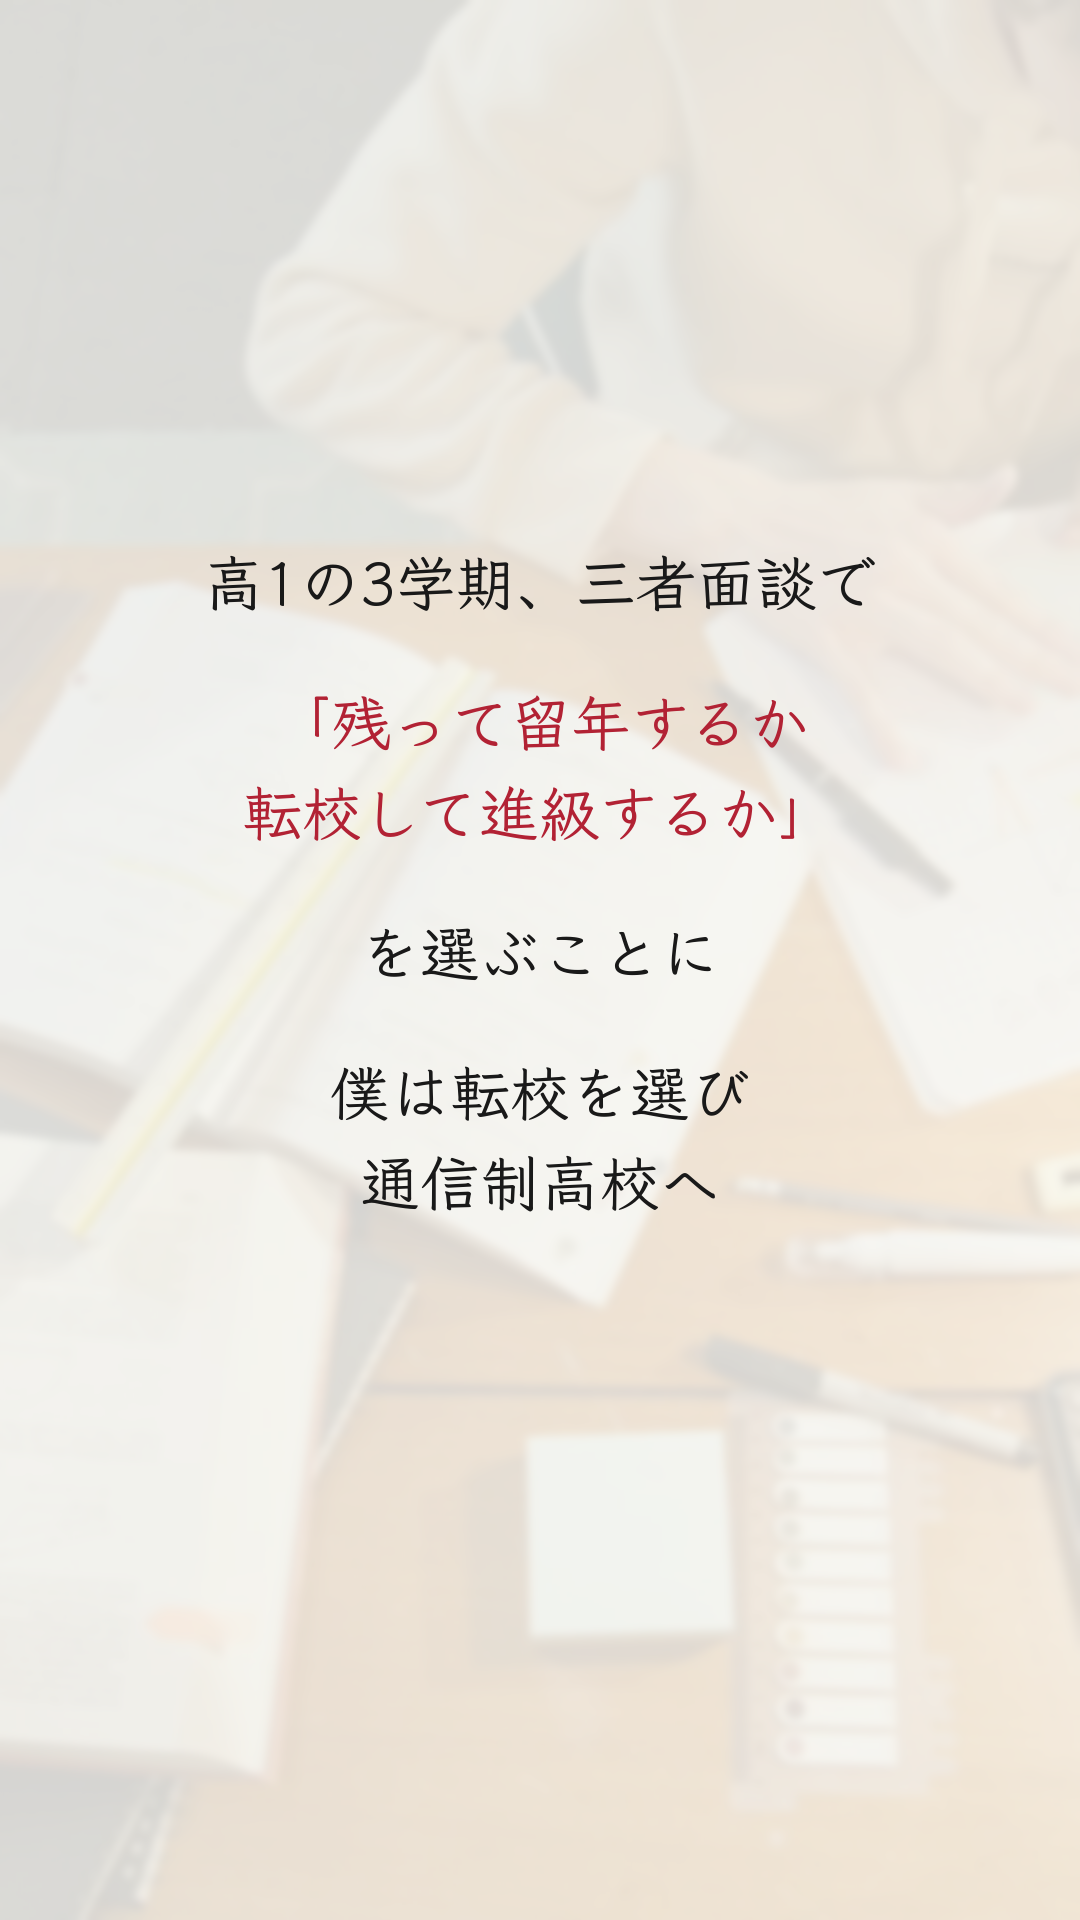 高1の3学期、三者面談で
「残って留年するか
転校して進級するか」
を選ぶことに
僕は転校を選び
通信制高校へ